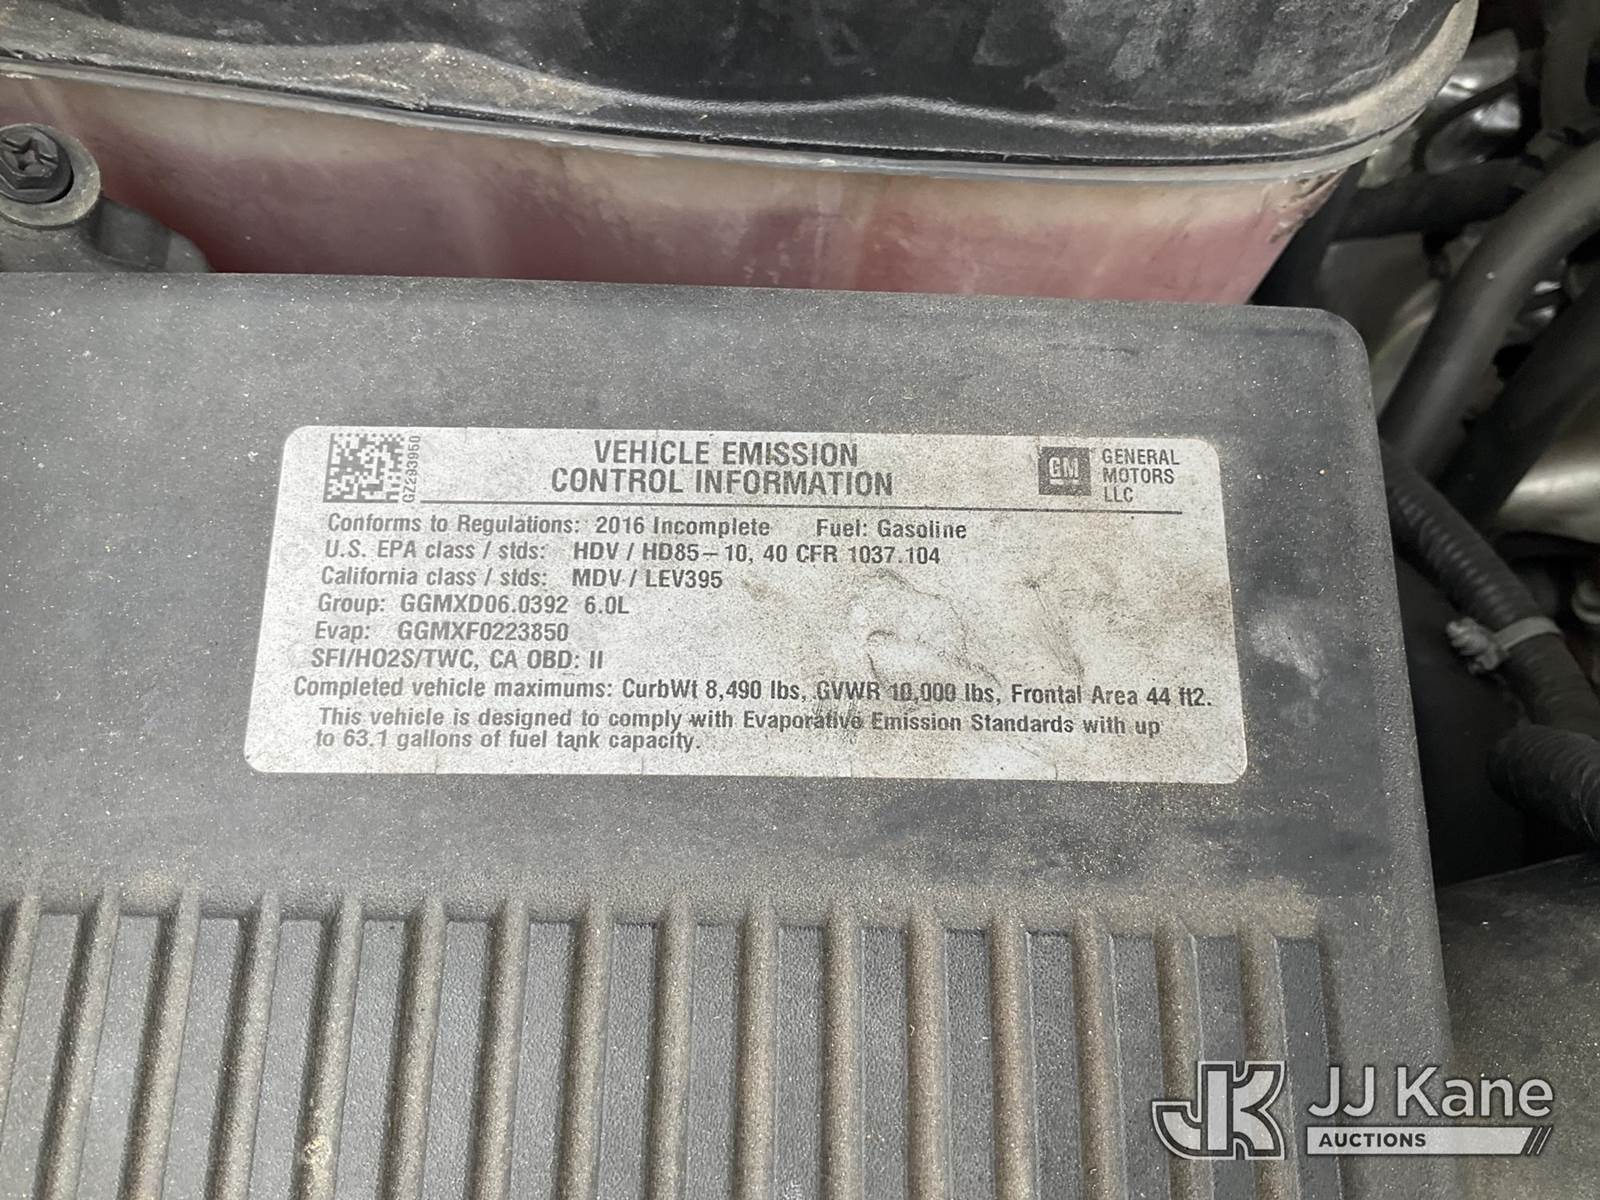 GZ293950
VEHICLE EMISSION
CONTROL INFORMATION
GM
GENERAL
MOTORS
LLC
Conforms to Regulations: 2016 Incomplete Fuel: Gasoline
U.S. EPA class / stds: HDV / HD85-10, 40 CFR 1037.104
California class / stds: MDV / LEV395
Group: GGMXD06.0392 6.0L
Evap: GGMXF0223850
SFI/HO2S/TWC, CA OBD: II
Completed vehicle maximums: CurbWt 8,490 lbs, GVWR 10,000 lbs, Frontal Area 44 ft2.
This vehicle is designed to comply with Evaporative Emission Standards with up
to 63.1 gallons of fuel tank capacity.
JK
JJ Kane
AUCTIONS